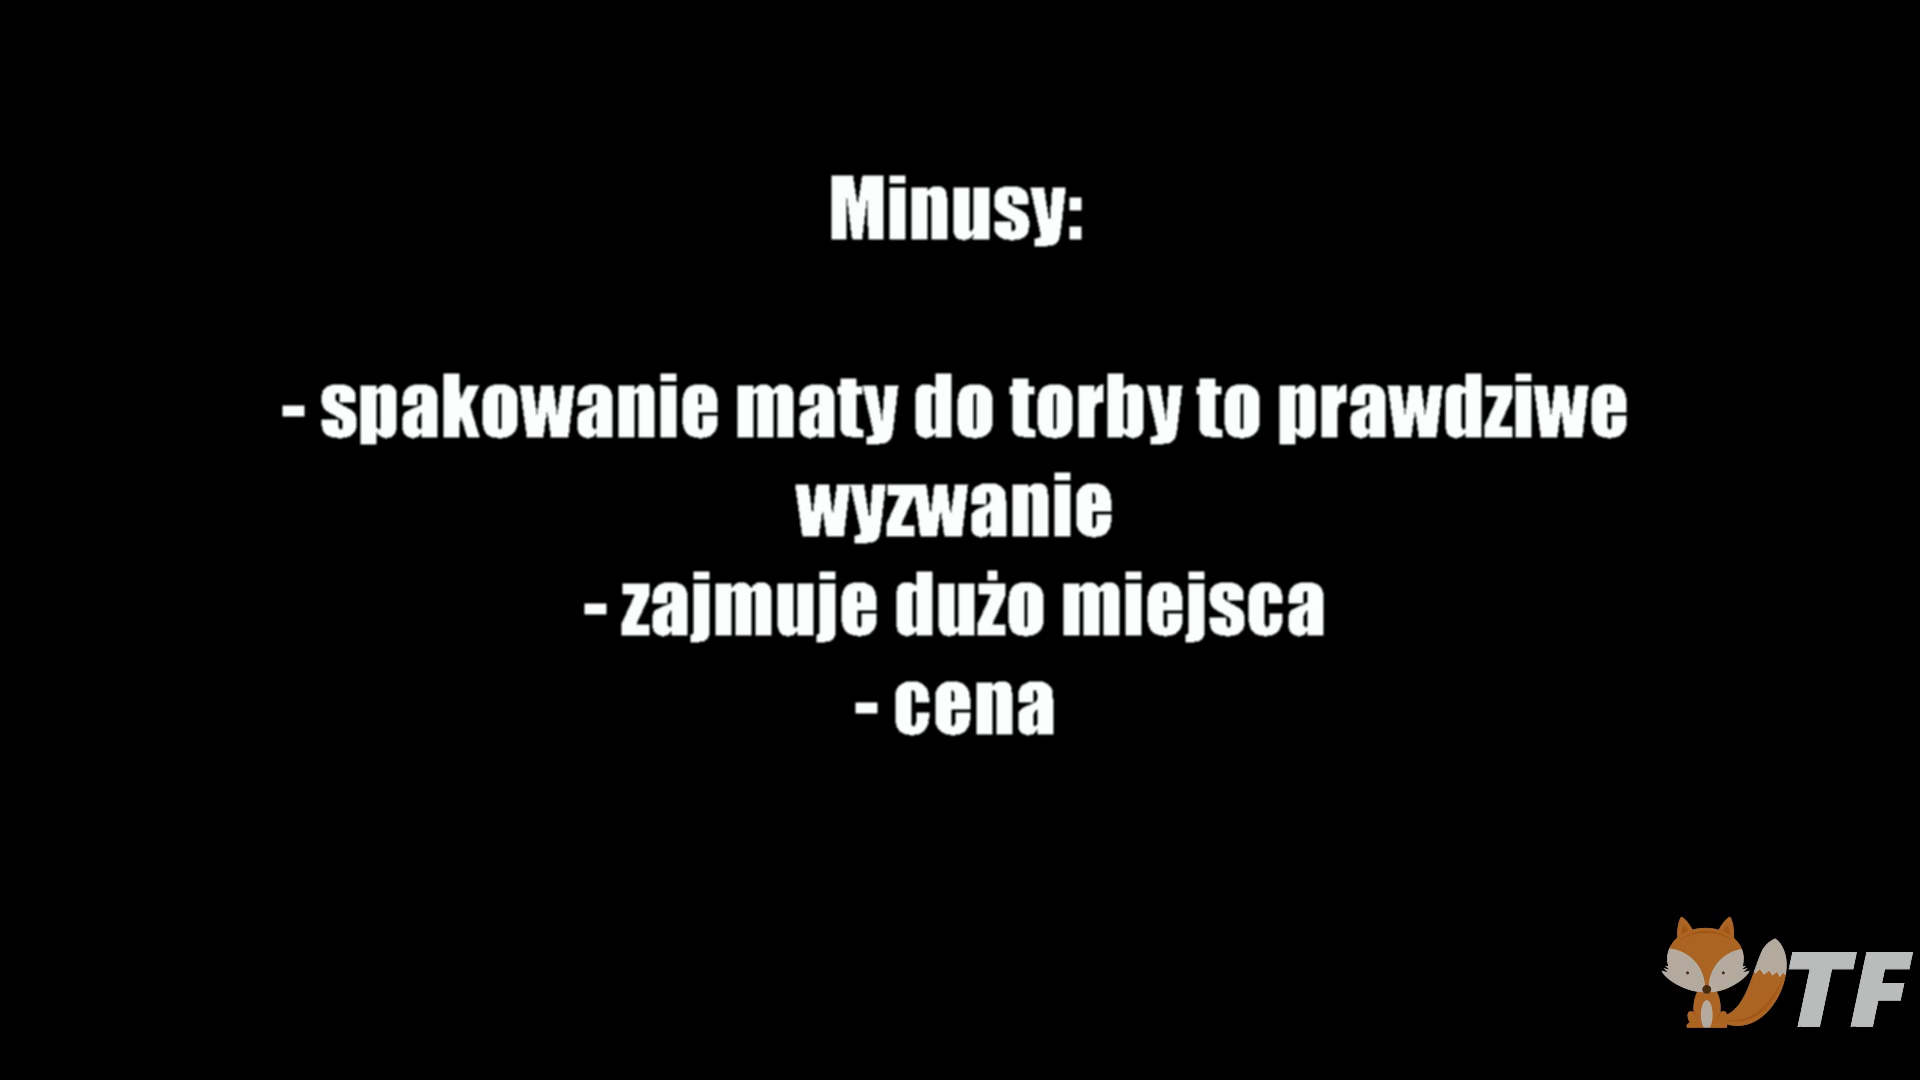 Minusy:
- spakowanie maty do torby to prawdziwe
wyzwanie
- zajmuje dużo miejsca
- cena
TF